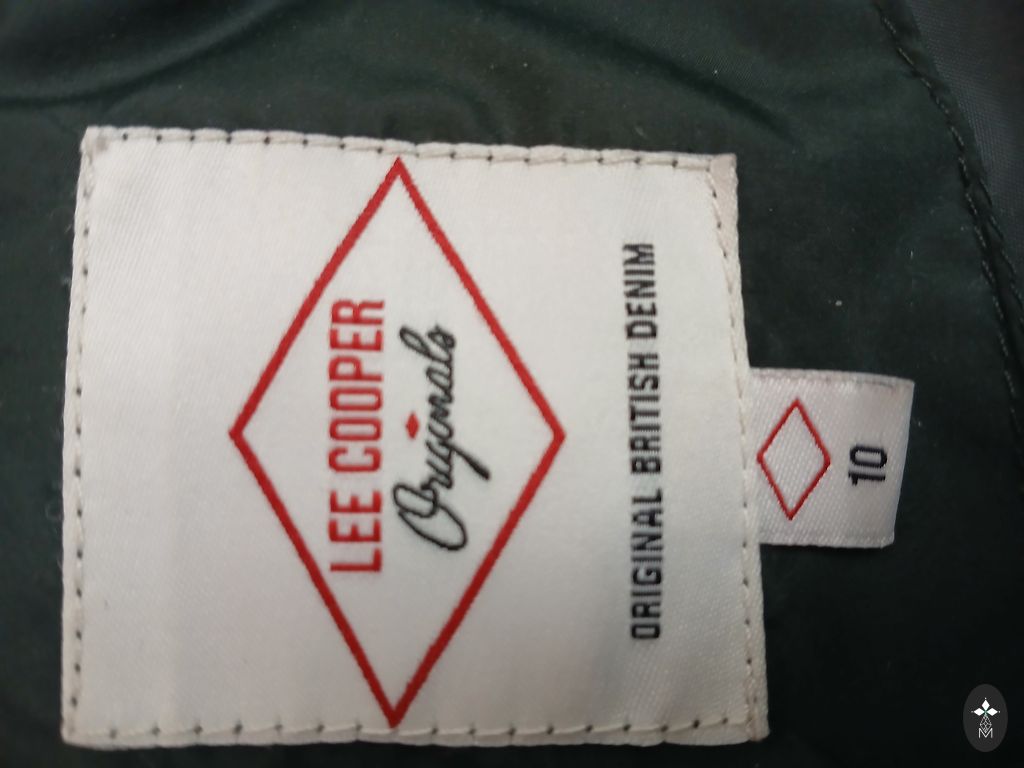 LEE COOPER
Originals
ORIGINAL BRITISH DENIM
10
M